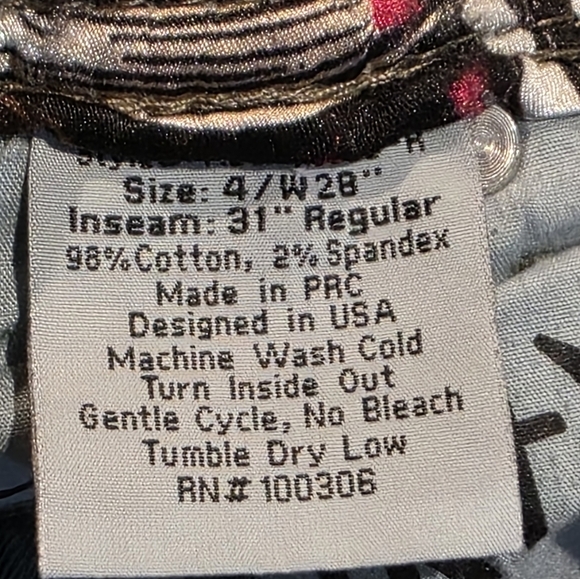 Size: 4/W28"
Inseam: 31" Regular
98% Cotton, 2% Spandex
Made in PRC
Designed in USA
Machine Wash Cold
Turn Inside Out
Gentle Cycle, No Bleach
Tumble Dry Low
RN# 100306